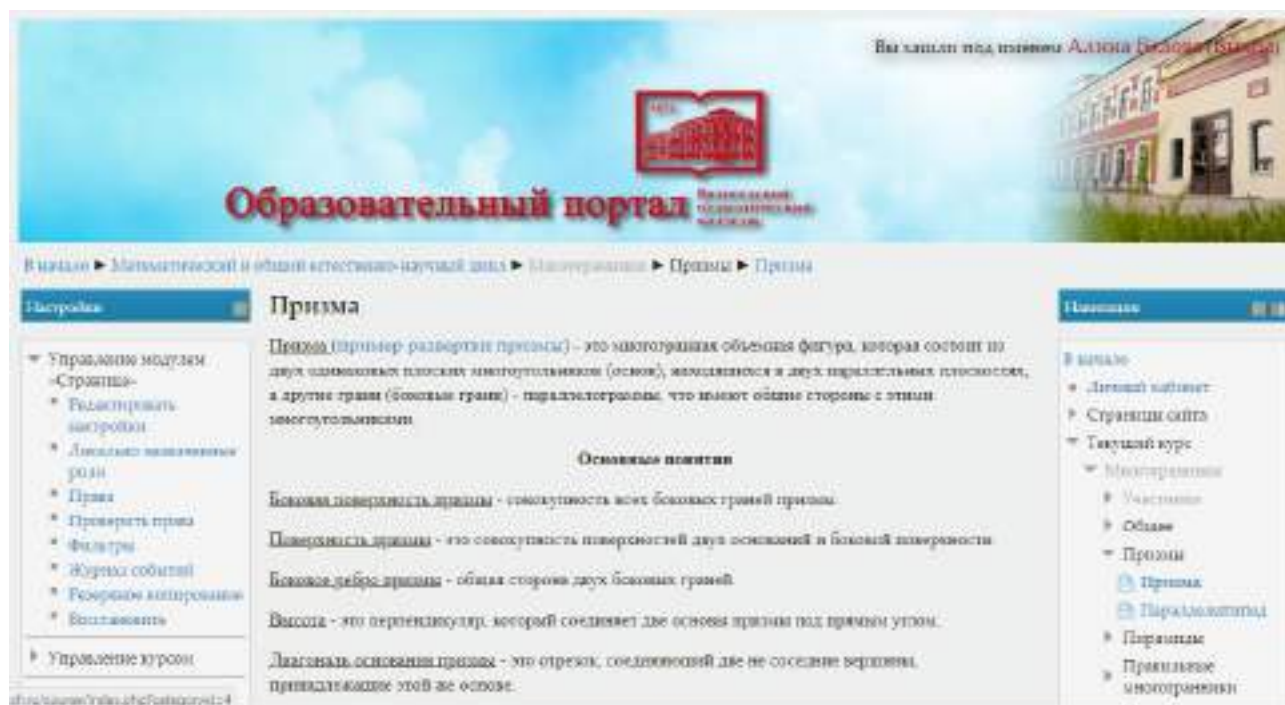 Вы зашли под именем Алина
Образовательный портал
В начало ► Математический и общий естественно-научный цикл ► Многогранники ► Призмы ► Призма
Настройки
Управление модулем
«Страница»
Редактировать
настройки
Локально назначенные
роли
Права
Проверить права
Фильтры
Журнал событий
Резервное копирование
Восстановить
Управление курсом
Призма
Призма (пример развертки призмы) - это многогранная объемная фигура, которая состоит из
двух одинаковых плоских многоугольников (основ), находящихся в двух параллельных плоскостях,
а другие грани (боковые грани) - параллелограммы, что имеют общие стороны с этими
многоугольниками
Основные понятия
Боковая поверхность призмы - совокупность всех боковых граней призмы
Поверхность призмы - это совокупность поверхностей двух оснований и боковой поверхности
Боковое ребро призмы - общая сторона двух боковых граней
Высота - это перпендикуляр, который соединяет две основы призмы под прямым углом.
Диагональ основания призмы - это отрезок, соединяющий две не соседние вершины,
принадлежащие этой же основе.
Навигация
В начало
Личный кабинет
Страницы сайта
Текущий курс
Многогранники
Участники
Общее
Призмы
Призма
Параллелепипед
Пирамиды
Правильные
многогранники